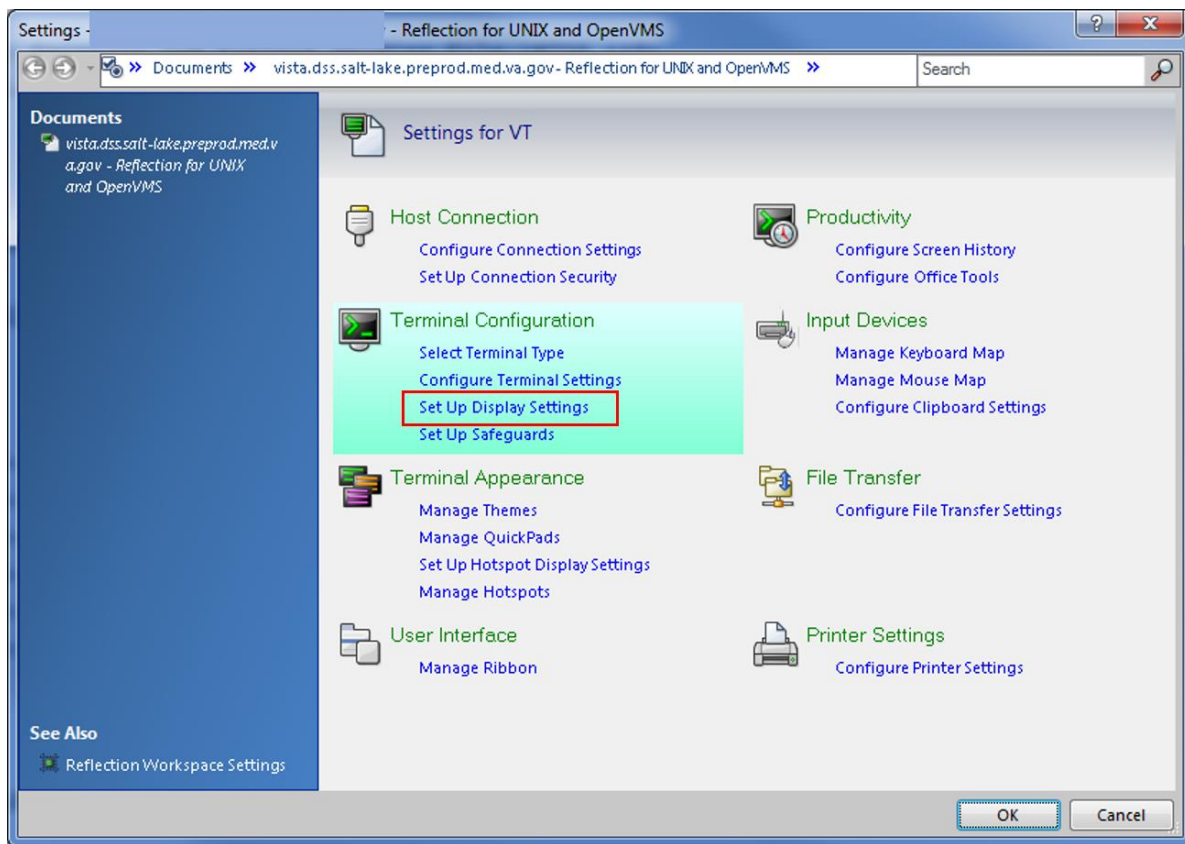 Settings - - Reflection for UNIX and OpenVMS
» Documents » vista.dss.salt-lake.preprod.med.va.gov - Reflection for UNIX and OpenVMS » Search
Documents
vista.dss.salt-lake.preprod.med.v
a.gov - Reflection for UNIX
and OpenVMS
Settings for VT
Host Connection
Configure Connection Settings
Set Up Connection Security
Productivity
Configure Screen History
Configure Office Tools
Terminal Configuration
Select Terminal Type
Configure Terminal Settings
Set Up Display Settings
Set Up Safeguards
Input Devices
Manage Keyboard Map
Manage Mouse Map
Configure Clipboard Settings
Terminal Appearance
Manage Themes
Manage QuickPads
Set Up Hotspot Display Settings
Manage Hotspots
File Transfer
Configure File Transfer Settings
User Interface
Manage Ribbon
Printer Settings
Configure Printer Settings
See Also
Reflection Workspace Settings
OK Cancel